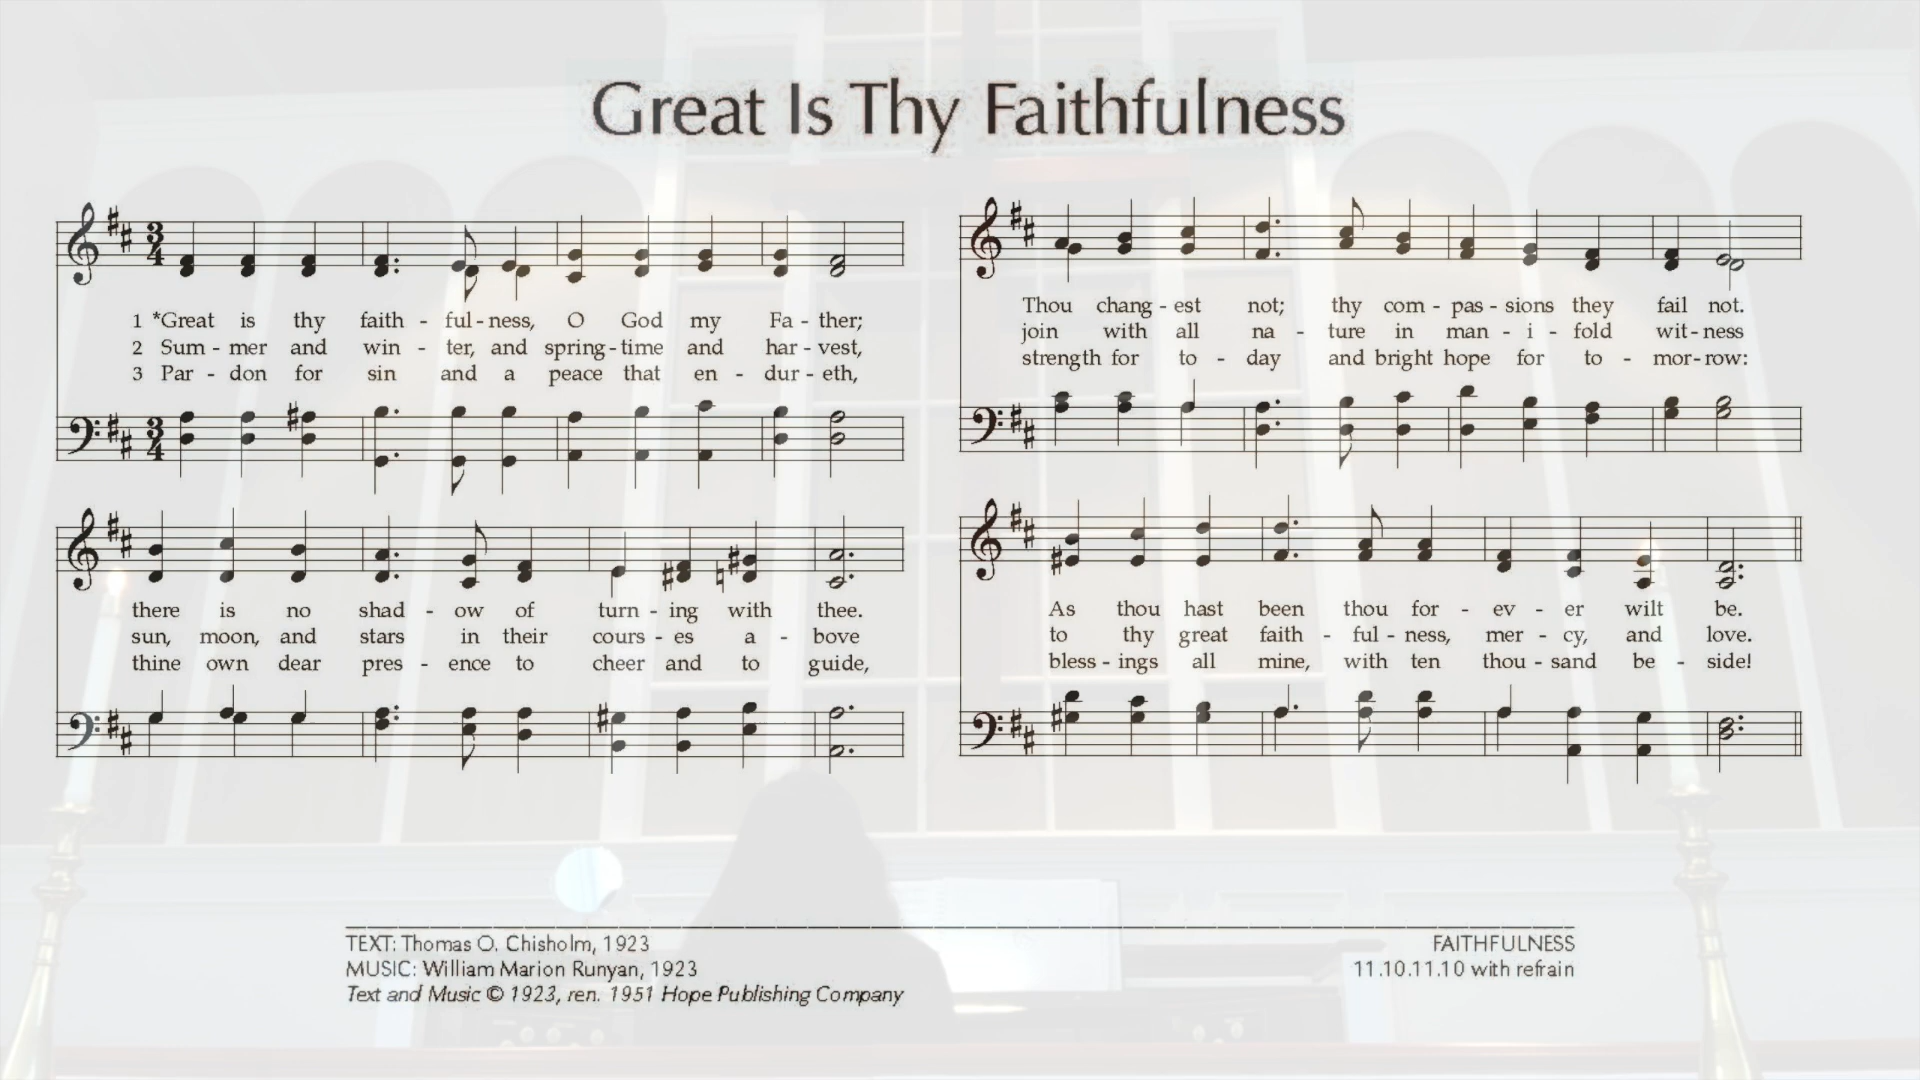 Great Is Thy Faithfulness
1 *Great is thy faith - ful - ness, O God my Fa - ther;
2 Sum - mer and win - ter, and spring - time and har - vest,
3 Par - don for sin and a peace that en - dur - eth,
there is no shad - ow of turn - ing with thee.
sun, moon, and stars in their cours - es a - bove
thine own dear pres - ence to cheer and to guide,
Thou chang - est not; thy com - pas - sions they fail not.
join with all na - ture in man - i - fold wit - ness
strength for to - day and bright hope for to - mor - row:
As thou hast been thou for - ev - er wilt be.
to thy great faith - ful - ness, mer - cy, and love.
bless - ings all mine, with ten thou - sand be - side!
TEXT: Thomas O. Chisholm, 1923
MUSIC: William Marion Runyan, 1923
Text and Music © 1923, ren. 1951 Hope Publishing Company
FAITHFULNESS
11.10.11.10 with refrain